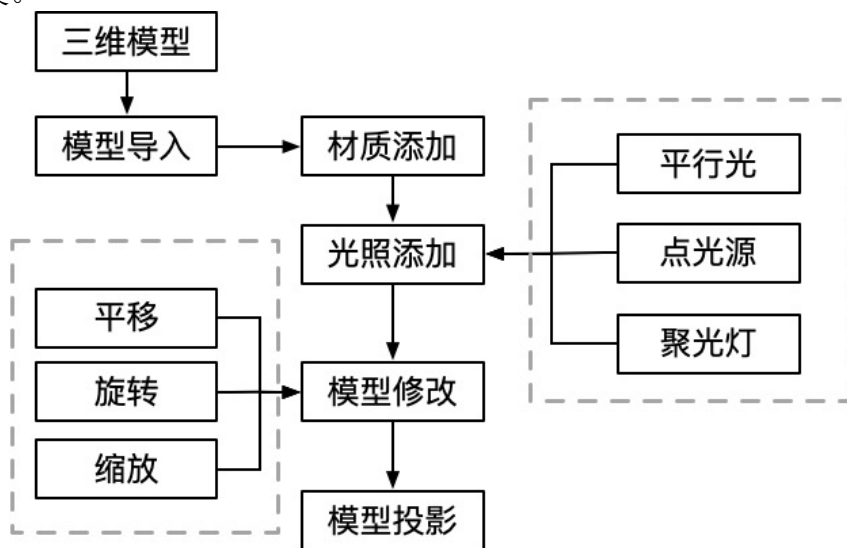 三维模型
模型导入
材质添加
光照添加
平行光
点光源
聚光灯
平移
旋转
缩放
模型修改
模型投影